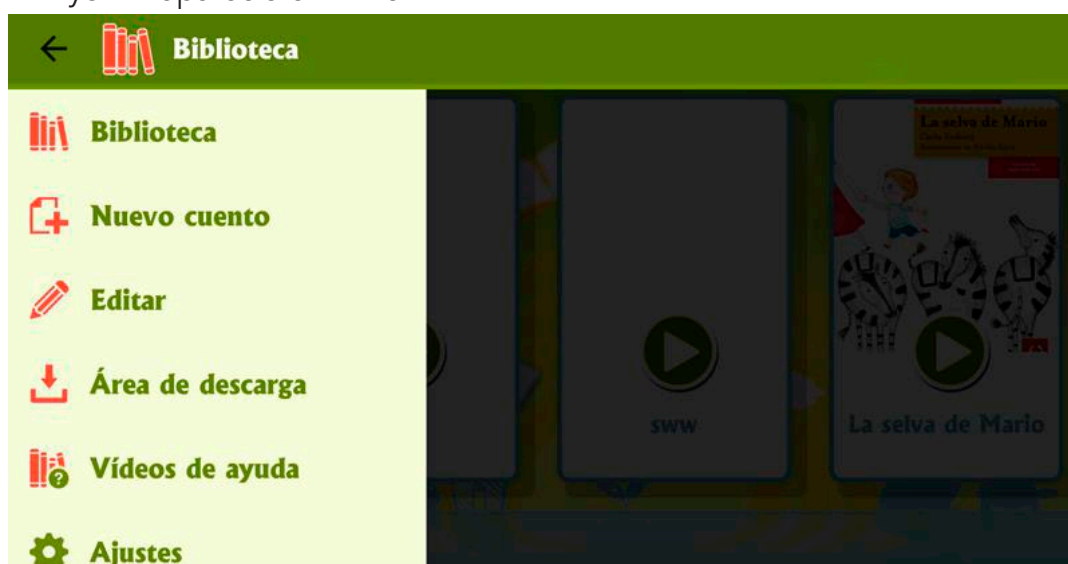 Biblioteca
Biblioteca
Nuevo cuento
Editar
Área de descarga
Vídeos de ayuda
Ajustes
La selva de Mario
sww
La selva de Mario